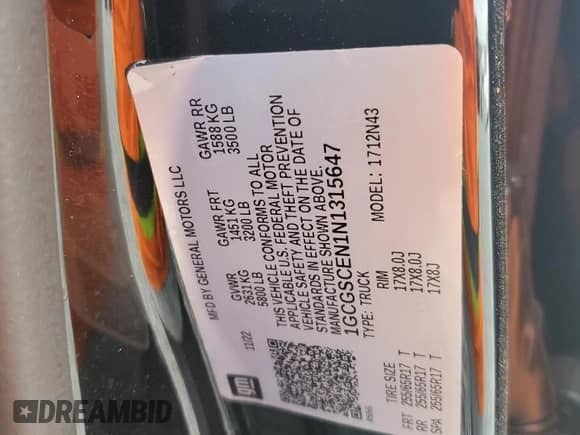 gm
MFD BY GENERAL MOTORS LLC
11/22
GVWR GAWR FRT GAWR RR
2631 KG 1451 KG 1588 KG
5800 LB 3200 LB 3500 LB
THIS VEHICLE CONFORMS TO ALL
APPLICABLE U.S. FEDERAL MOTOR
VEHICLE SAFETY AND THEFT PREVENTION
STANDARDS IN EFFECT ON THE DATE OF
MANUFACTURE SHOWN ABOVE.
1GCGSCEN1N1315647
TYPE: TRUCK MODEL: 1712N43
TIRE SIZE RIM
FRT 255/65R17 T 17X8.0J
RR 255/65R17 T 17X8.0J
SPA 255/65R17 T 17X8J
DREAMBID